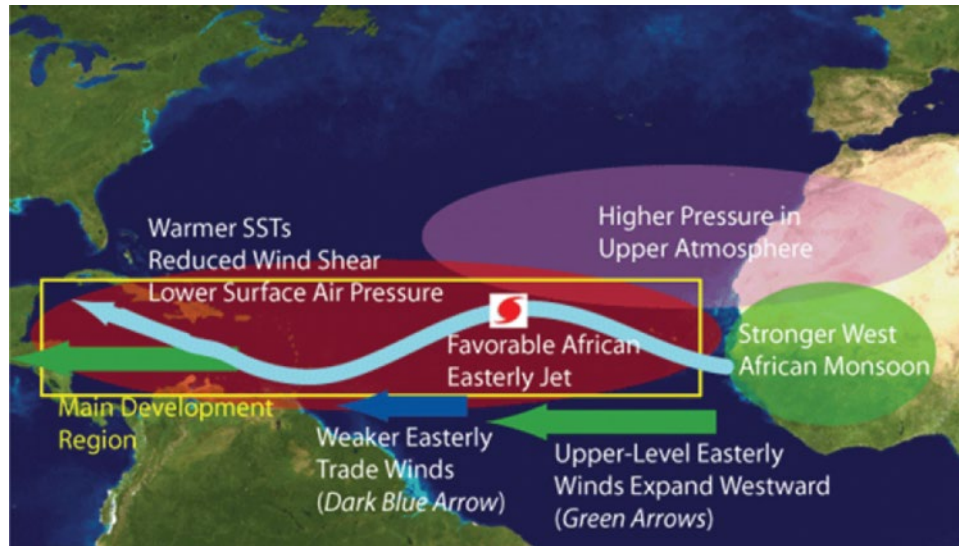 Warmer SSTs
Reduced Wind Shear
Lower Surface Air Pressure
Higher Pressure in
Upper Atmosphere
Favorable African
Easterly Jet
Stronger West
African Monsoon
Main Development
Region
Weaker Easterly
Trade Winds
(Dark Blue Arrow)
Upper-Level Easterly
Winds Expand Westward
(Green Arrows)